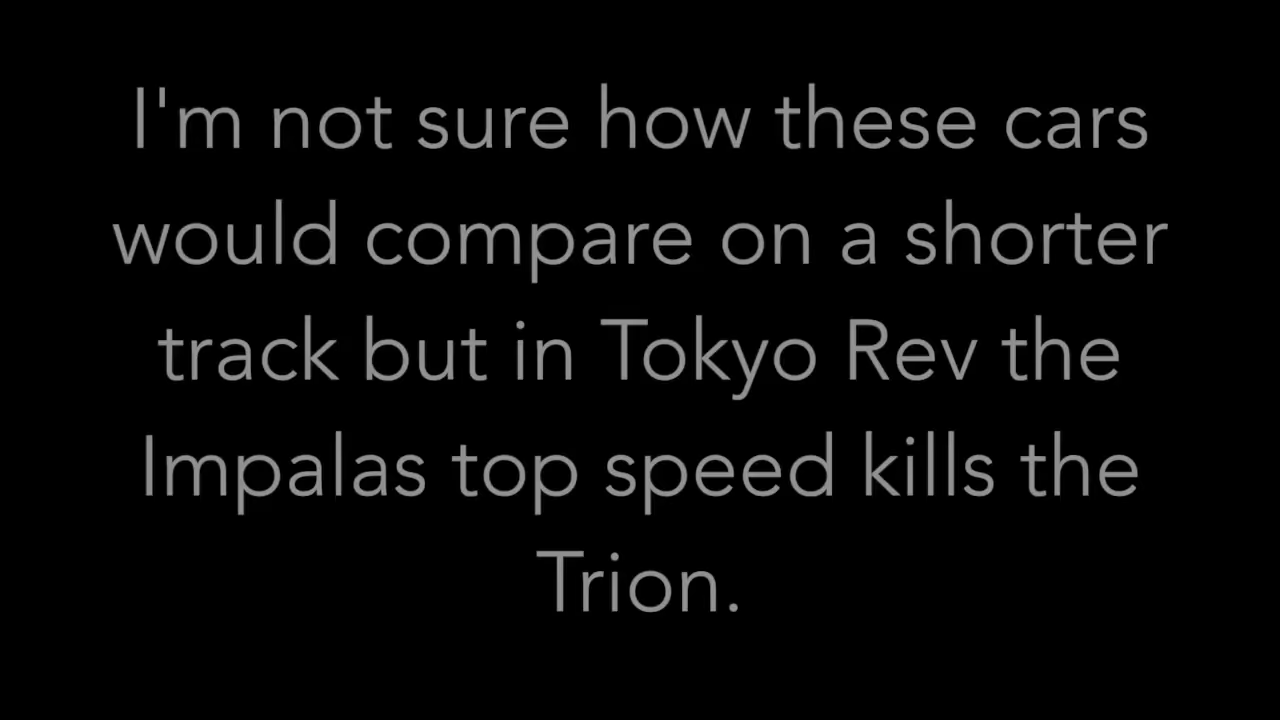 I'm not sure how these cars
would compare on a shorter
track but in Tokyo Rev the
Impalas top speed kills the
Trion.